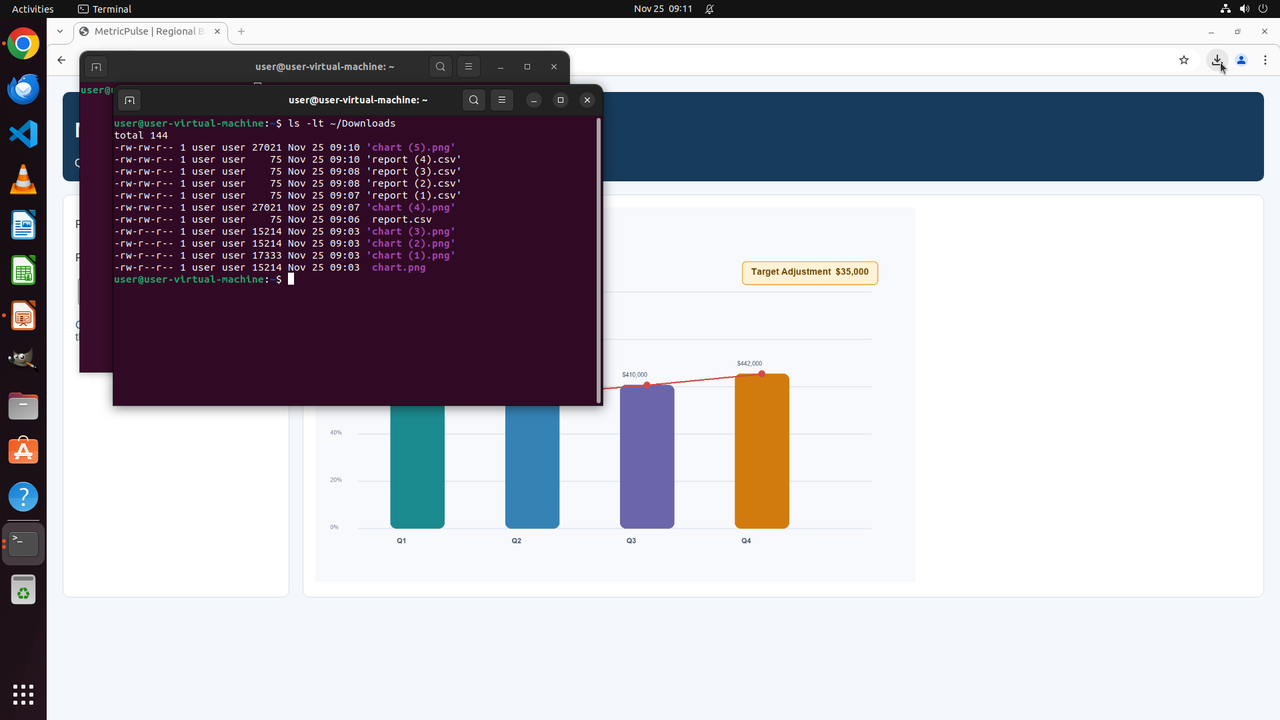 Activities
Terminal
Nov 25 09:11
MetricPulse | Regional B
user@user-virtual-machine: ~
user@user-virtual-machine: ~
user@user-virtual-machine:~$ ls -lt ~/Downloads
total 144
-rw-rw-r-- 1 user user 27021 Nov 25 09:10 'chart (5).png'
-rw-rw-r-- 1 user user    75 Nov 25 09:10 'report (4).csv'
-rw-rw-r-- 1 user user    75 Nov 25 09:08 'report (3).csv'
-rw-rw-r-- 1 user user    75 Nov 25 09:08 'report (2).csv'
-rw-rw-r-- 1 user user    75 Nov 25 09:07 'report (1).csv'
-rw-rw-r-- 1 user user 27021 Nov 25 09:07 'chart (4).png'
-rw-rw-r-- 1 user user    75 Nov 25 09:06  report.csv
-rw-r--r-- 1 user user 15214 Nov 25 09:03 'chart (3).png'
-rw-r--r-- 1 user user 15214 Nov 25 09:03 'chart (2).png'
-rw-r--r-- 1 user user 17333 Nov 25 09:03 'chart (1).png'
-rw-r--r-- 1 user user 15214 Nov 25 09:03  chart.png
user@user-virtual-machine:~$
Target Adjustment $35,000
$442,000
$410,000
40%
20%
0%
Q1
Q2
Q3
Q4